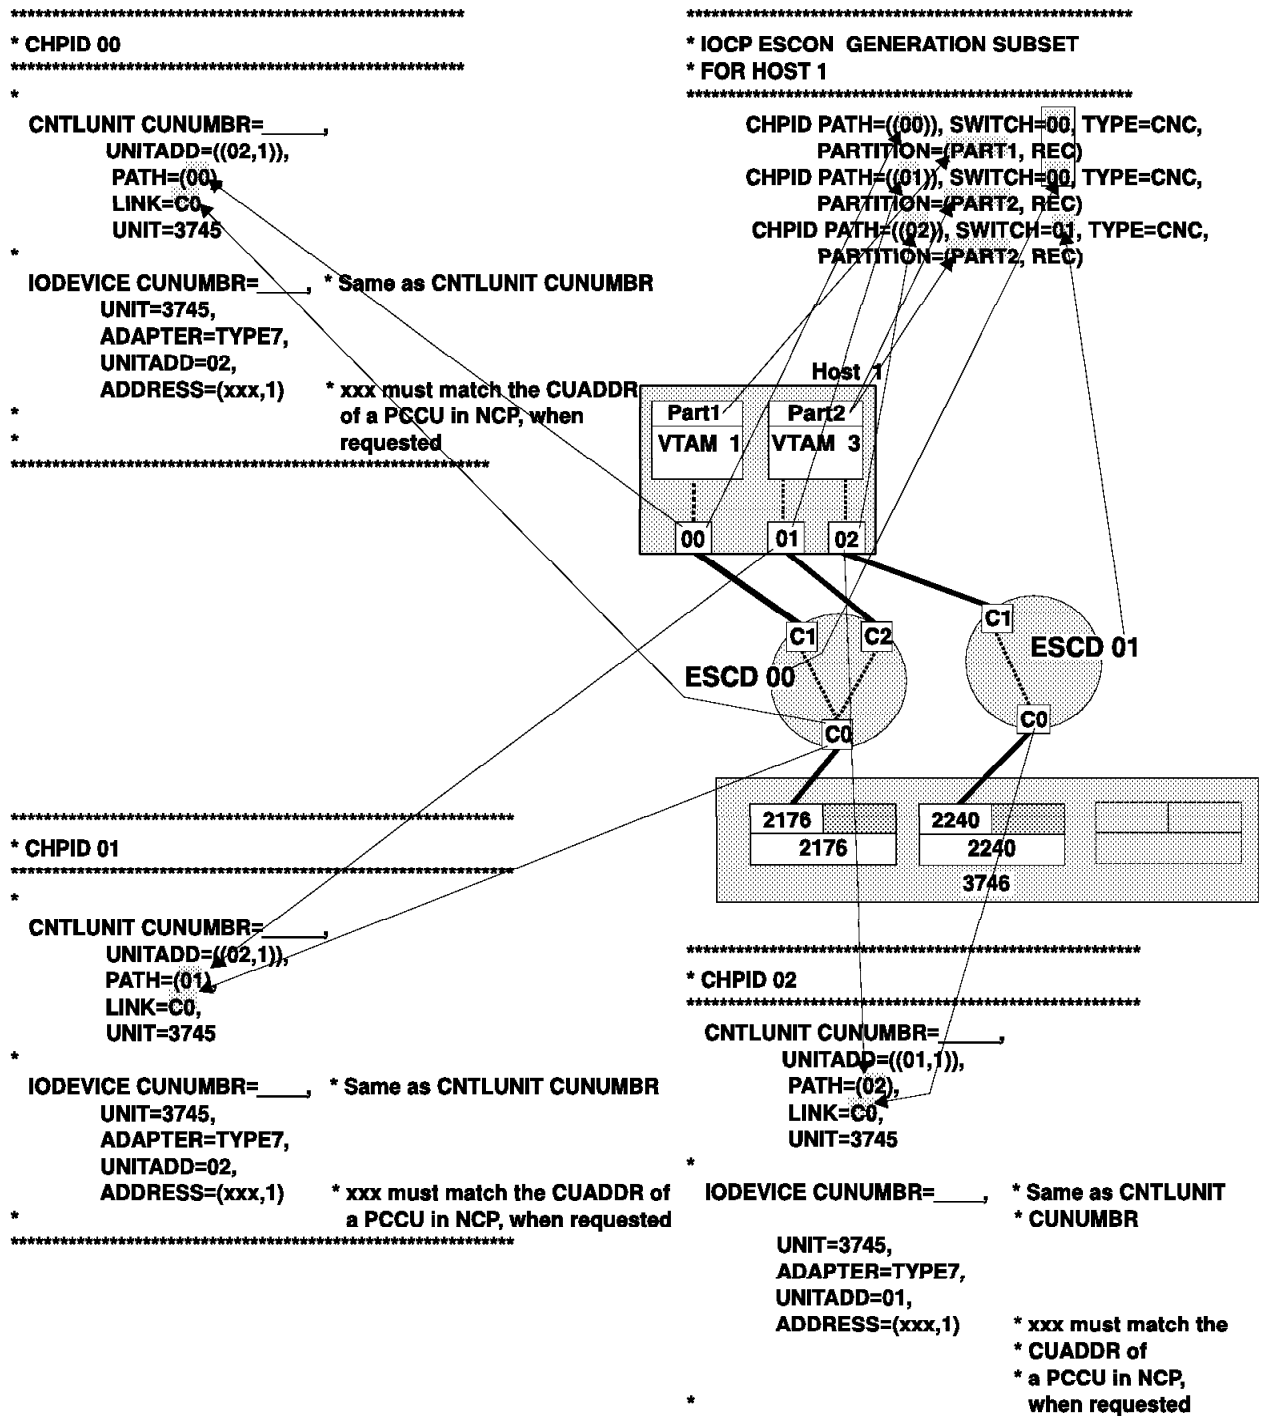 *******************************************************
* CHPID 00
*******************************************************
*
CNTLUNIT CUNUMBR=_____,
UNITADD=((02,1)),
PATH=(00),
LINK=C0,
UNIT=3745
*
IODEVICE CUNUMBR=____, * Same as CNTLUNIT CUNUMBR
UNIT=3745,
ADAPTER=TYPE7,
UNITADD=02,
ADDRESS=(xxx,1) * xxx must match the CUADDR
* of a PCCU in NCP, when
* requested
**********************************************************
******************************************************
* IOCP ESCON GENERATION SUBSET
* FOR HOST 1
******************************************************
CHPID PATH=((00)), SWITCH=00, TYPE=CNC,
PARTITION=(PART1, REC)
CHPID PATH=((01)), SWITCH=00, TYPE=CNC,
PARTITION=(PART2, REC)
CHPID PATH=((02)), SWITCH=01, TYPE=CNC,
PARTITION=(PART2, REC)
Host 1
Part1 Part2
VTAM 1 VTAM 3
00 01 02
C1 C2 C1
ESCD 00 ESCD 01
C0 C0
2176 2240
2176 2240
3746
*************************************************************
* CHPID 01
*************************************************************
*
CNTLUNIT CUNUMBR=______,
UNITADD=((02,1)),
PATH=(01),
LINK=C0,
UNIT=3745
*
IODEVICE CUNUMBR=____, * Same as CNTLUNIT CUNUMBR
UNIT=3745,
ADAPTER=TYPE7,
UNITADD=02,
ADDRESS=(xxx,1) * xxx must match the CUADDR of
* a PCCU in NCP, when requested
*************************************************************
*******************************************************
* CHPID 02
*******************************************************
CNTLUNIT CUNUMBR=______,
UNITADD=((01,1)),
PATH=(02),
LINK=C0,
UNIT=3745
*
IODEVICE CUNUMBR=____, * Same as CNTLUNIT
* CUNUMBR
UNIT=3745,
ADAPTER=TYPE7,
UNITADD=01,
ADDRESS=(xxx,1) * xxx must match the
* CUADDR of
* a PCCU in NCP,
* when requested